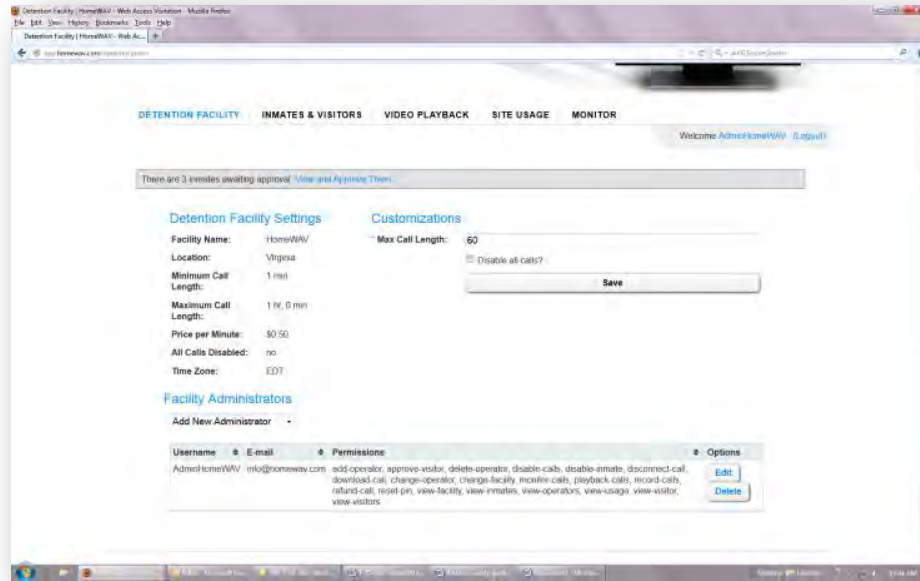 Detention Facility | HomeWAV - Web Access Visitation - Mozilla Firefox
File Edit View History Bookmarks Tools Help
Detention Facility | HomeWAV - Web Ac...
DETENTION FACILITY INMATES & VISITORS VIDEO PLAYBACK SITE USAGE MONITOR
Welcome AdminHomeWAV (Logout)
There are 3 inmates awaiting approval. View and Approve Them...
Detention Facility Settings
Facility Name: HomeWAV
Location: Virginia
Minimum Call Length: 1 min
Maximum Call Length: 1 hr, 0 min
Price per Minute: $0.50
All Calls Disabled: no
Time Zone: EDT
Customizations
* Max Call Length: 60
Disable all calls?
Save
Facility Administrators
Add New Administrator
Username E-mail Permissions Options
AdminHomeWAV info@homewav.com add-operator, approve-visitor, delete-operator, disable-calls, disable-inmate, disconnect-call,
download-call, change-operator, change-facility, monitor-calls, playback-calls, record-calls,
refund-call, reset-pin, view-facility, view-inmates, view-operators, view-usage, view-visitor,
view-visitors
Edit
Delete